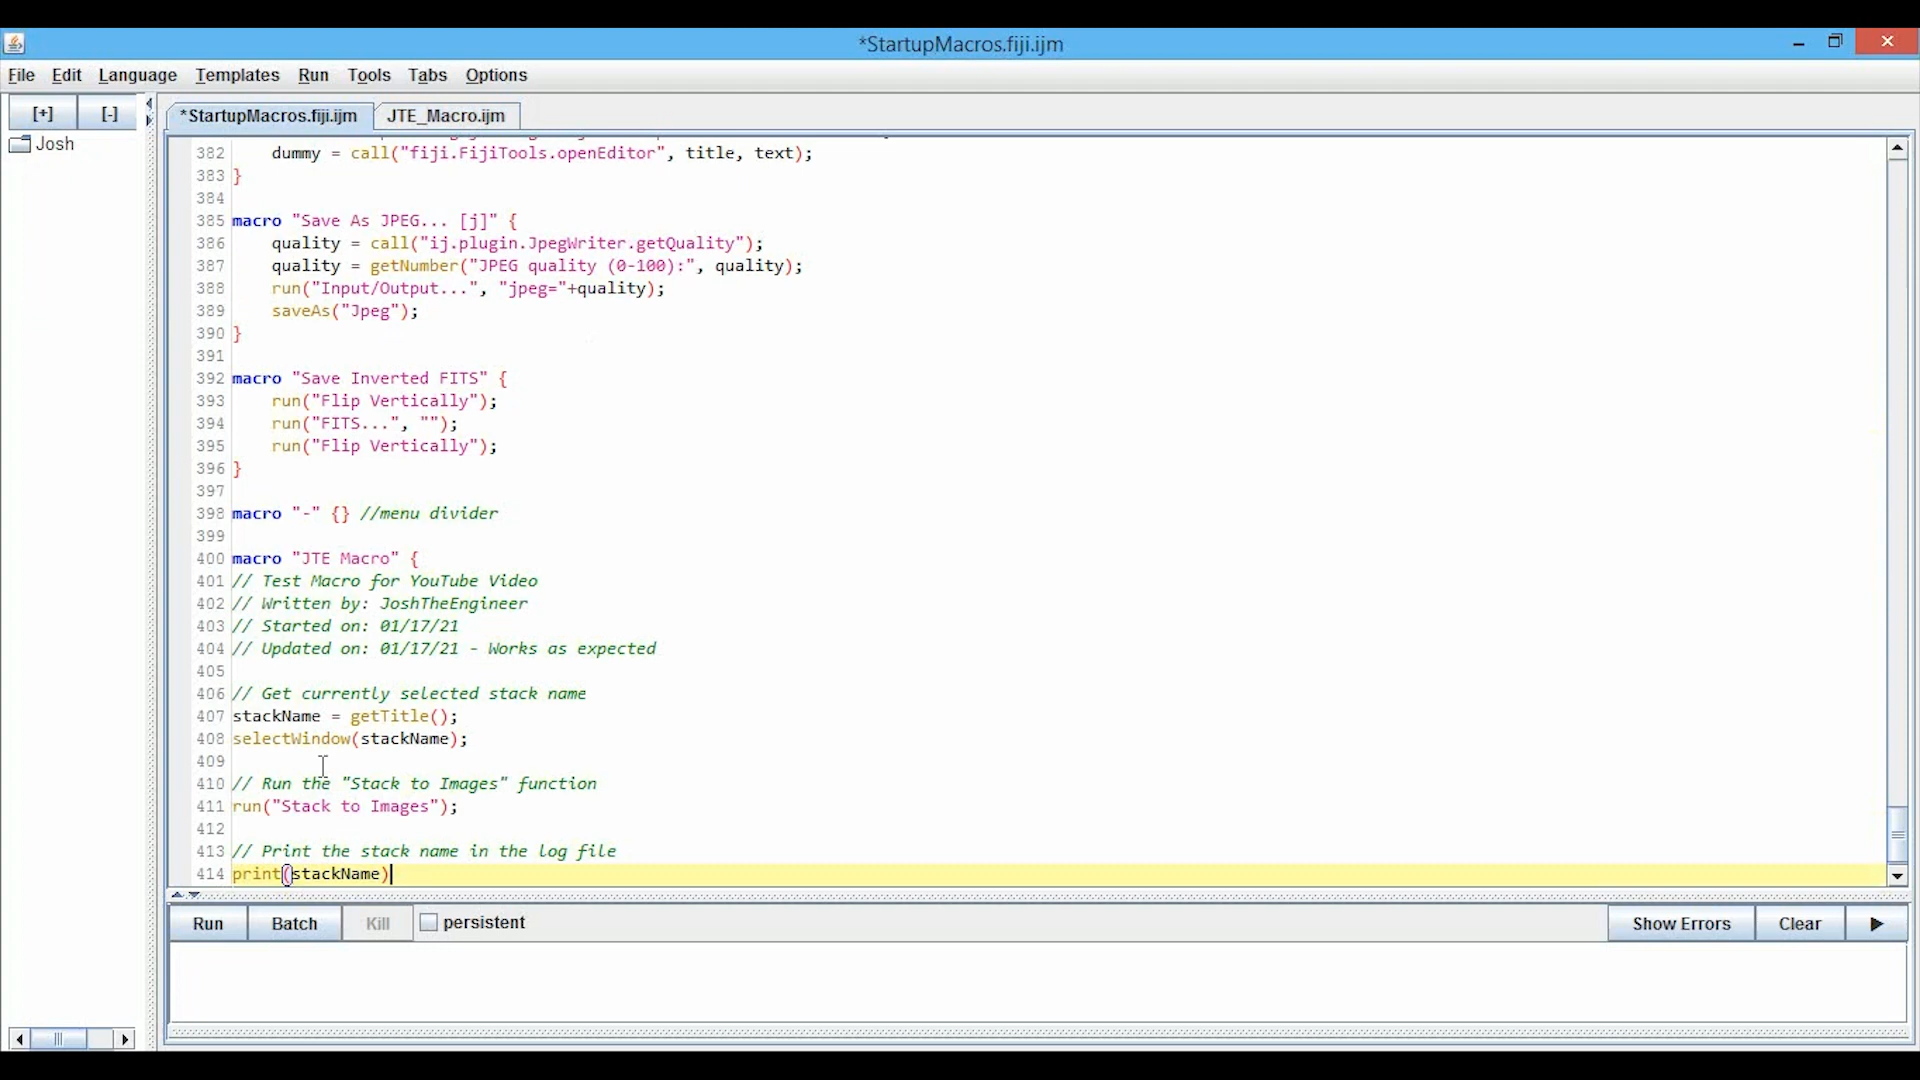 *StartupMacros.fiji.ijm
File Edit Language Templates Run Tools Tabs Options
[+] [-] *StartupMacros.fiji.ijm JTE_Macro.ijm
Josh
382 dummy = call("fiji.FijiTools.openEditor", title, text);
383 }
384
385 macro "Save As JPEG... [j]" {
386 quality = call("ij.plugin.JpegWriter.getQuality");
387 quality = getNumber("JPEG quality (0-100):", quality);
388 run("Input/Output...", "jpeg="+quality);
389 saveAs("Jpeg");
390 }
391
392 macro "Save Inverted FITS" {
393 run("Flip Vertically");
394 run("FITS...", "");
395 run("Flip Vertically");
396 }
397
398 macro "-" {} //menu divider
399
400 macro "JTE Macro" {
401 // Test Macro for YouTube Video
402 // Written by: JoshTheEngineer
403 // Started on: 01/17/21
404 // Updated on: 01/17/21 - Works as expected
405
406 // Get currently selected stack name
407 stackName = getTitle();
408 selectWindow(stackName);
409
410 // Run the "Stack to Images" function
411 run("Stack to Images");
412
413 // Print the stack name in the log file
414 print(stackName)
Run Batch Kill persistent Show Errors Clear